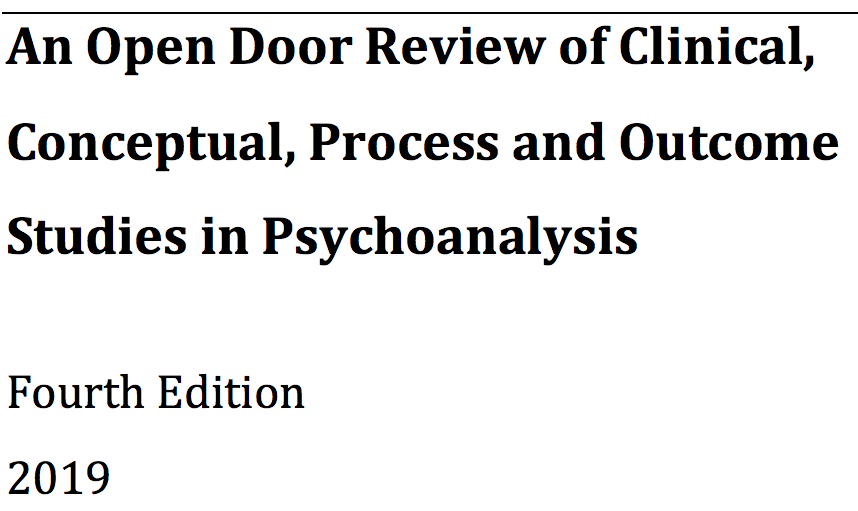 An Open Door Review of Clinical,
Conceptual, Process and Outcome
Studies in Psychoanalysis
Fourth Edition
2019